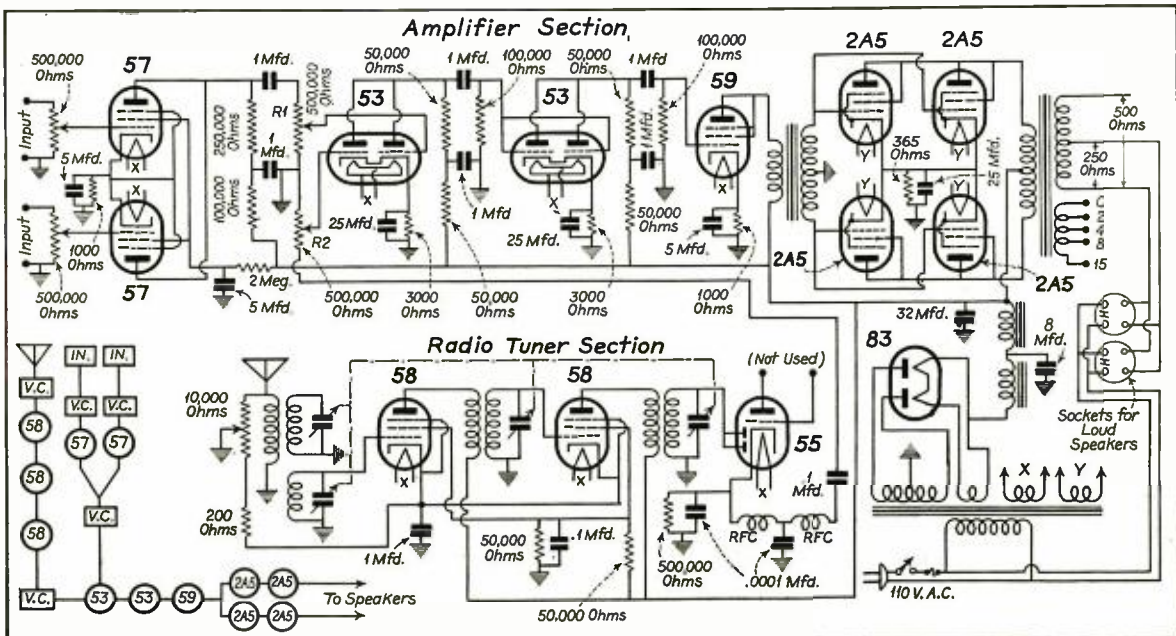 Amplifier Section
500,000
Ohms
57
1 Mfd.
50,000
Ohms
1 Mfd.
100,000
Ohms
50,000
Ohms
1 Mfd
100,000
Ohms
59
2A5
2A5
Input
R1
500,000
Ohms
53
53
250,000
Ohms
1
Mfd.
.1 Mfd.
500
Ohms
250
Ohms
365
Ohms
25 Mfd.
5 Mfd.
X
X
X
X
X
Y
Y
Y
Y
100,000
Ohms
1 Mfd
50,000
Ohms
Input
1000
Ohms
R2
25 Mfd.
25 Mfd.
5 Mfd.
C
2
4
8
15
500,000
Ohms
57
2 Meg.
5 Mfd
500,000
Ohms
3000
Ohms
50,000
Ohms
3000
Ohms
1000
Ohms
2A5
2A5
32 Mfd.
8
Mfd.
H
H
Sockets for
Loud
Speakers
83
Radio Tuner Section
(Not Used)
10,000
Ohms
58
58
55
X
X
X
200
Ohms
.1 Mfd.
50,000
Ohms
.1 Mfd.
50,000 Ohms
500,000
Ohms
.0001 Mfd.
RFC
RFC
.1
Mfd.
X
Y
110 V. A.C.
IN.
IN.
V.C.
V.C.
V.C.
58
57
57
58
V.C.
58
V.C.
53
53
59
2A5
2A5
2A5
2A5
To Speakers